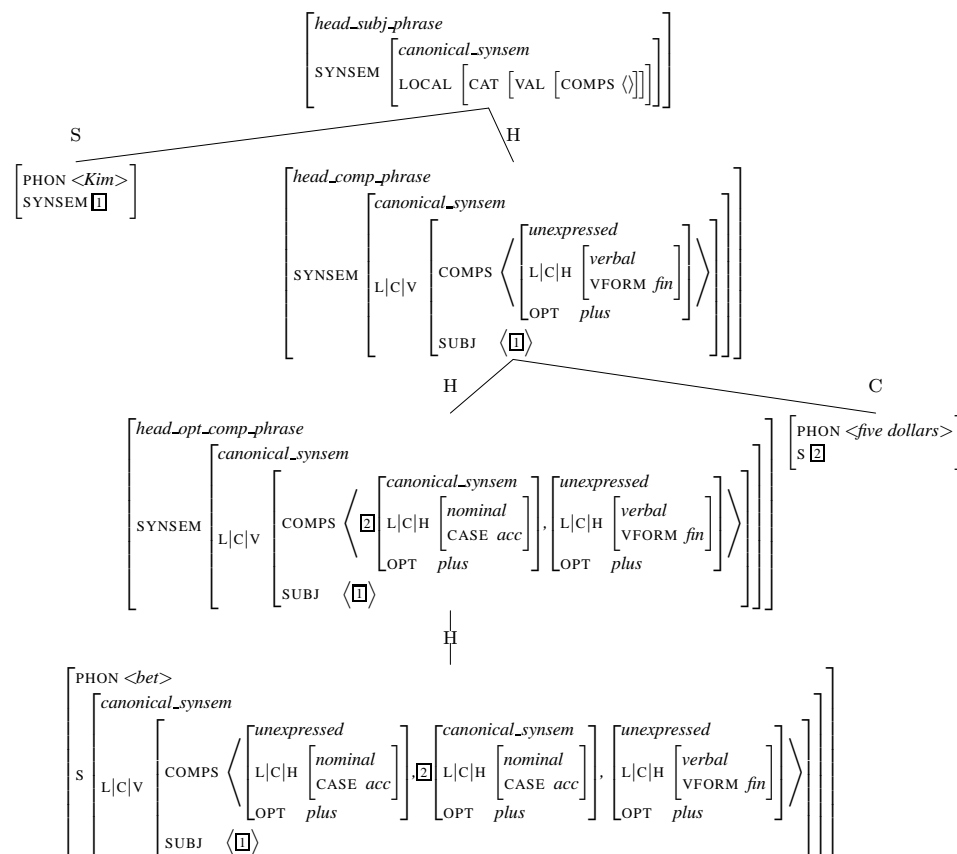 head_subj_phrase
canonical_synsem
SYNSEM
LOCAL [CAT [VAL [COMPS ⟨⟩]]]
S H
PHON <Kim>
SYNSEM 1
head_comp_phrase
canonical_synsem
unexpressed
verbal
SYNSEM COMPS L|C|H
L|C|V VFORM fin
OPT plus
SUBJ ⟨1⟩
H C
head_opt_comp_phrase
PHON <five dollars>
canonical_synsem
S 2
canonical_synsem unexpressed
nominal verbal
SYNSEM COMPS 2 L|C|H , L|C|H
L|C|V CASE acc VFORM fin
OPT plus OPT plus
SUBJ ⟨1⟩
H
PHON <bet>
canonical_synsem
unexpressed canonical_synsem unexpressed
nominal nominal verbal
S COMPS L|C|H , 2 L|C|H , L|C|H
L|C|V CASE acc CASE acc VFORM fin
OPT plus OPT plus OPT plus
SUBJ ⟨1⟩